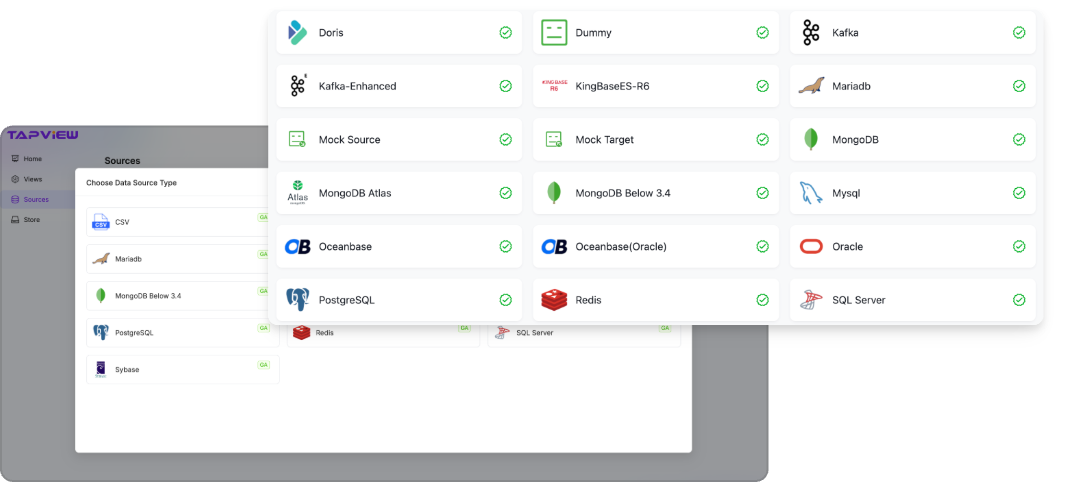 Doris
Dummy
Kafka
Kafka-Enhanced
KINGBASE
R6
KingBaseES-R6
Mariadb
Mock Source
Mock Target
MongoDB
Atlas
MongoDB Atlas
MongoDB Below 3.4
Mysql
OB
Oceanbase
OB
Oceanbase(Oracle)
Oracle
PostgreSQL
Redis
SQL Server
TAPVIEW
Home
Views
Sources
Store
Sources
Choose Data Source Type
CSV
CSV
GA
Mariadb
GA
MongoDB Below 3.4
GA
PostgreSQL
GA
Redis
GA
SQL Server
GA
Sybase
GA